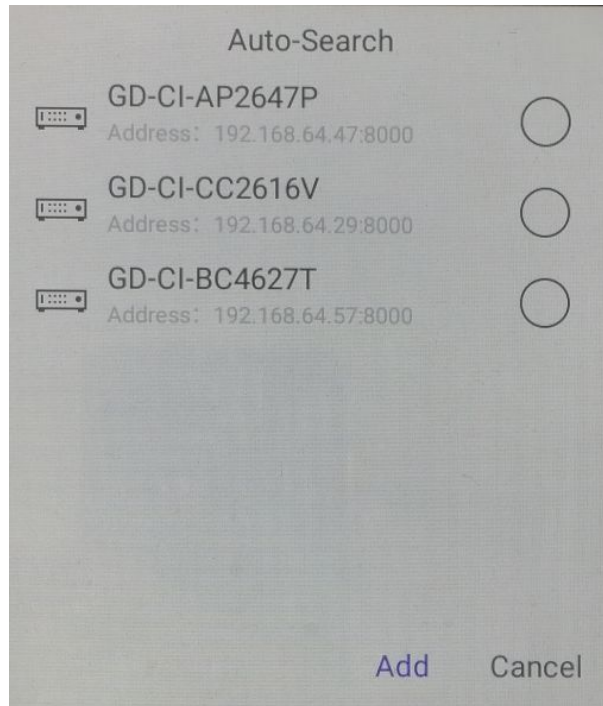 Auto-Search
GD-CI-AP2647P
Address: 192.168.64.47:8000
GD-CI-CC2616V
Address: 192.168.64.29:8000
GD-CI-BC4627T
Address: 192.168.64.57:8000
Add Cancel